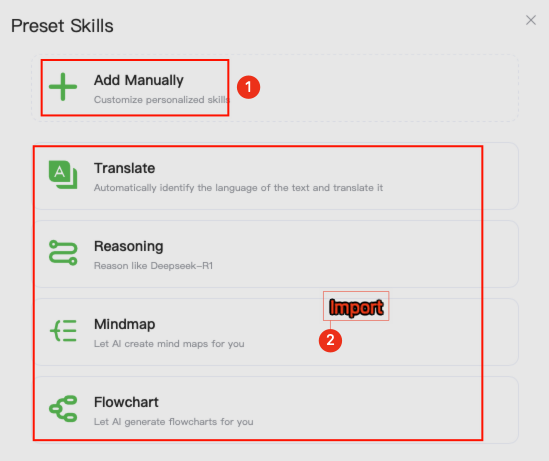 Preset Skills
Add Manually
Customize personalized skills
1
Translate
Automatically identify the language of the text and translate it
Reasoning
Reason like Deepseek-R1
Import
Mindmap
2
Let AI create mind maps for you
Flowchart
Let AI generate flowcharts for you